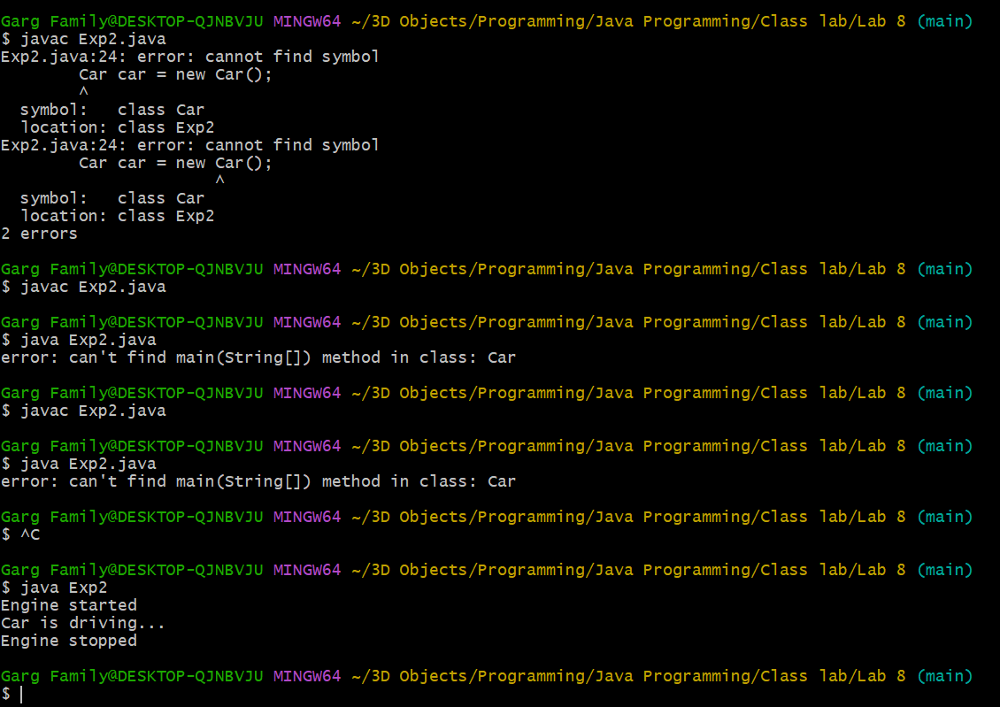 Garg Family@DESKTOP-QJNBVJU MINGW64 ~/3D Objects/Programming/Java Programming/Class lab/Lab 8 (main)
$ javac Exp2.java
Exp2.java:24: error: cannot find symbol
        Car car = new Car();
        ^
  symbol:   class Car
  location: class Exp2
Exp2.java:24: error: cannot find symbol
        Car car = new Car();
                      ^
  symbol:   class Car
  location: class Exp2
2 errors
Garg Family@DESKTOP-QJNBVJU MINGW64 ~/3D Objects/Programming/Java Programming/Class lab/Lab 8 (main)
$ javac Exp2.java
Garg Family@DESKTOP-QJNBVJU MINGW64 ~/3D Objects/Programming/Java Programming/Class lab/Lab 8 (main)
$ java Exp2.java
error: can't find main(String[]) method in class: Car
Garg Family@DESKTOP-QJNBVJU MINGW64 ~/3D Objects/Programming/Java Programming/Class lab/Lab 8 (main)
$ javac Exp2.java
Garg Family@DESKTOP-QJNBVJU MINGW64 ~/3D Objects/Programming/Java Programming/Class lab/Lab 8 (main)
$ java Exp2.java
error: can't find main(String[]) method in class: Car
Garg Family@DESKTOP-QJNBVJU MINGW64 ~/3D Objects/Programming/Java Programming/Class lab/Lab 8 (main)
$ ^C
Garg Family@DESKTOP-QJNBVJU MINGW64 ~/3D Objects/Programming/Java Programming/Class lab/Lab 8 (main)
$ java Exp2
Engine started
Car is driving...
Engine stopped
Garg Family@DESKTOP-QJNBVJU MINGW64 ~/3D Objects/Programming/Java Programming/Class lab/Lab 8 (main)
$